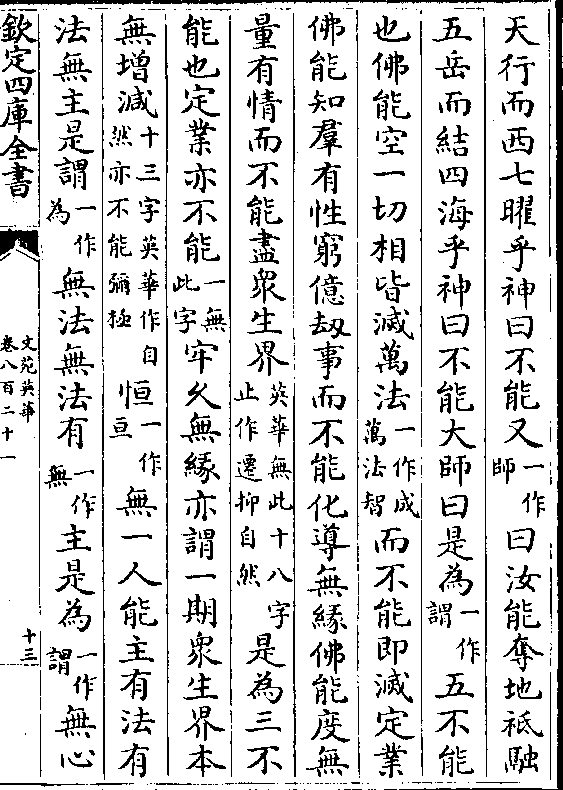 天行而西七曜乎神曰不能又一作師曰汝能奪地祗融
五岳而結四海乎神曰不能大師曰是為一作謂五不能
也佛能空一切相皆滅萬法一作成萬法智而不能即滅定業
佛能知羣有性窮億刼事而不能化導無緣佛能度無
量有情而不能盡衆生界英華無此十八字止作遷抑自然是為三不
能也定業亦不能一無此字牢久無緣亦謂一期衆生界本
無增減十三字英華作自然亦不能彌極恒一作亘無一人能主有法有
法無主是謂一作為無法無法有一作無主是為一作謂無心
欽定四庫全書
文苑英華
卷八百二十一
十三